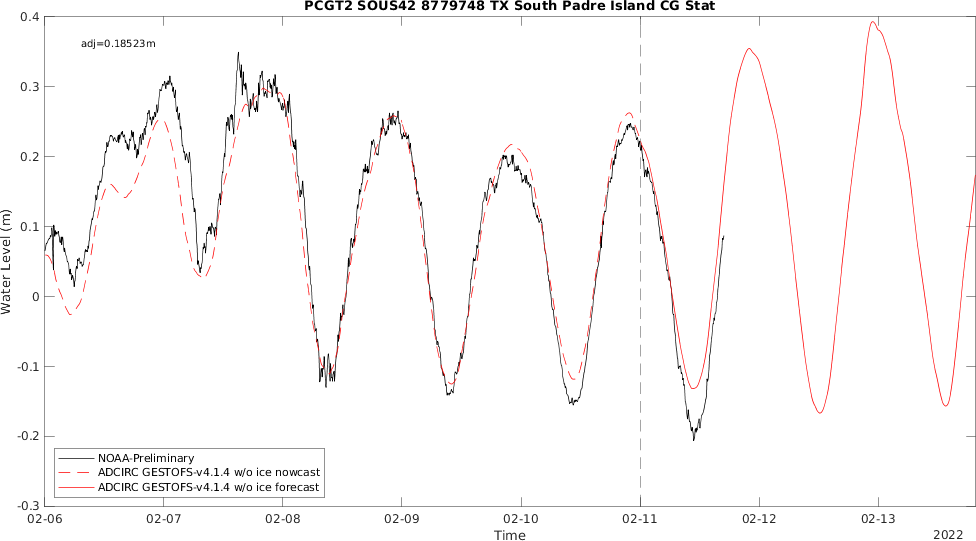 PCGT2 SOUS42 8779748 TX South Padre Island CG Stat
adj=0.18523m
0.4
0.3
0.2
0.1
0
-0.1
-0.2
-0.3
Water Level (m)
NOAA-Preliminary
ADCIRC GESTOFS-v4.1.4 w/o ice nowcast
ADCIRC GESTOFS-v4.1.4 w/o ice forecast
02-06 02-07 02-08 02-09 02-10 02-11 02-12 02-13
Time
2022